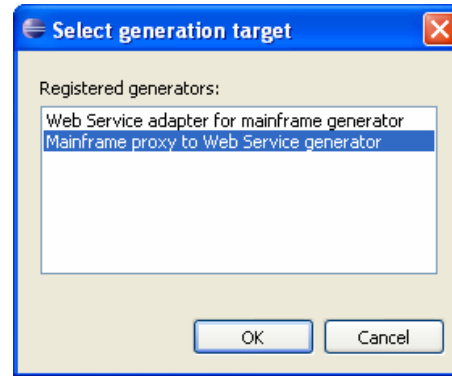 Select generation target
Registered generators:
Web Service adapter for mainframe generator
Mainframe proxy to Web Service generator
OK Cancel